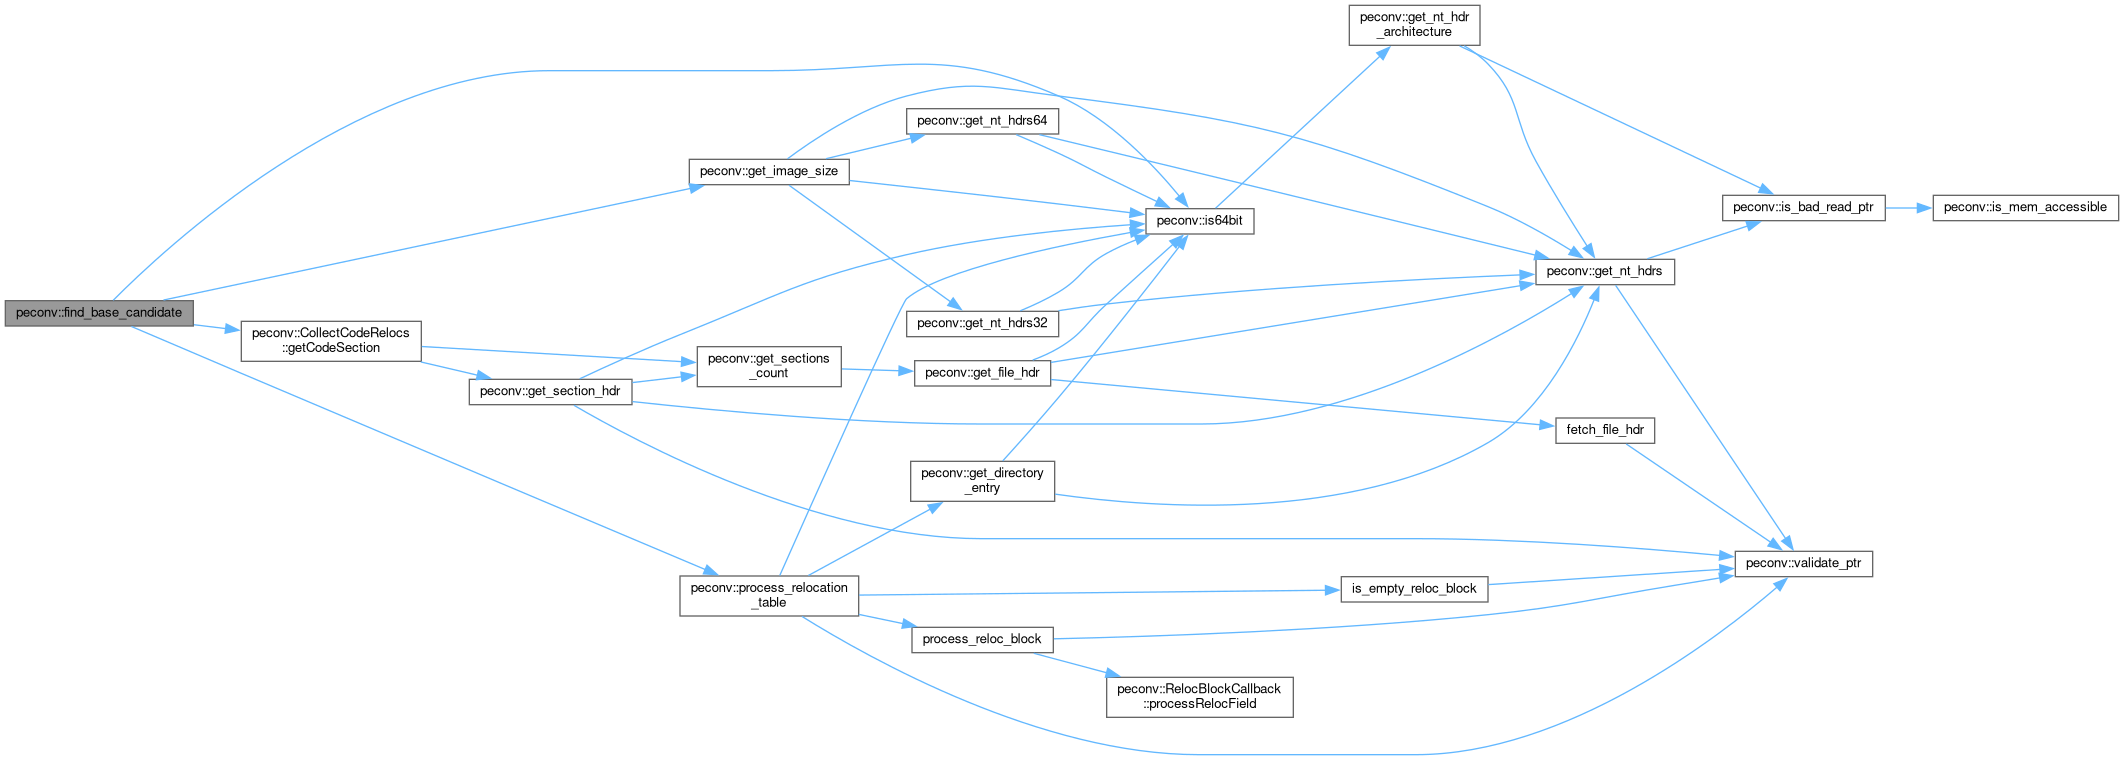 peconv::find_base_candidate
peconv::CollectCodeRelocs
::getCodeSection
peconv::get_section_hdr
peconv::get_image_size
peconv::get_sections
_count
peconv::process_relocation
_table
peconv::get_nt_hdrs64
peconv::get_nt_hdrs32
peconv::get_file_hdr
peconv::get_directory
_entry
process_reloc_block
peconv::is64bit
peconv::RelocBlockCallback
::processRelocField
peconv::get_nt_hdr
_architecture
is_empty_reloc_block
peconv::get_nt_hdrs
fetch_file_hdr
peconv::is_bad_read_ptr
peconv::validate_ptr
peconv::is_mem_accessible